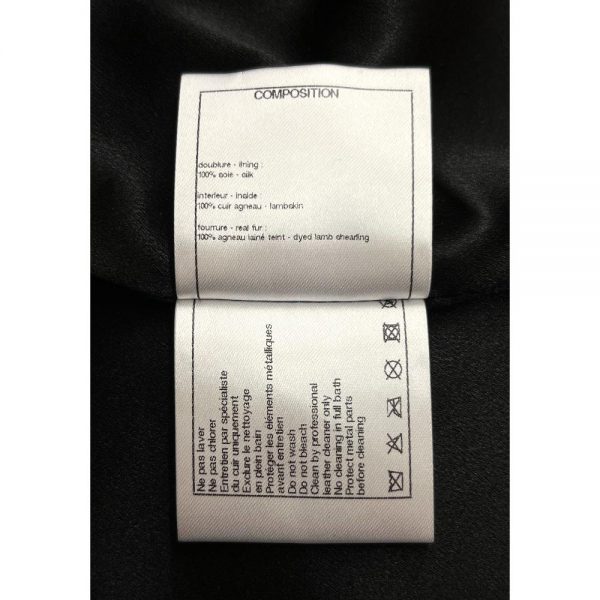 COMPOSITION
doublure - lining :
100% soie - silk
interieur - inside :
100% cuir agneau - lambskin
fourrure - real fur :
100% agneau lainé teint - dyed lamb shearling
Ne pas laver
Ne pas chlorer
Entretien par spécialiste
du cuir uniquement
Exclure le nettoyage
en plein bain
Protéger les éléments métalliques
avant entretien
Do not wash
Do not bleach
Clean by professional
leather cleaner only
No cleaning in full bath
Protect metal parts
before cleaning